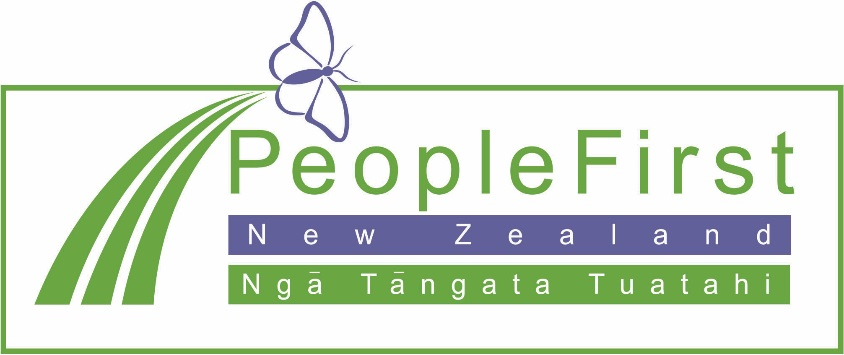 PeopleFirst
New Zealand
Ngā Tāngata Tuatahi